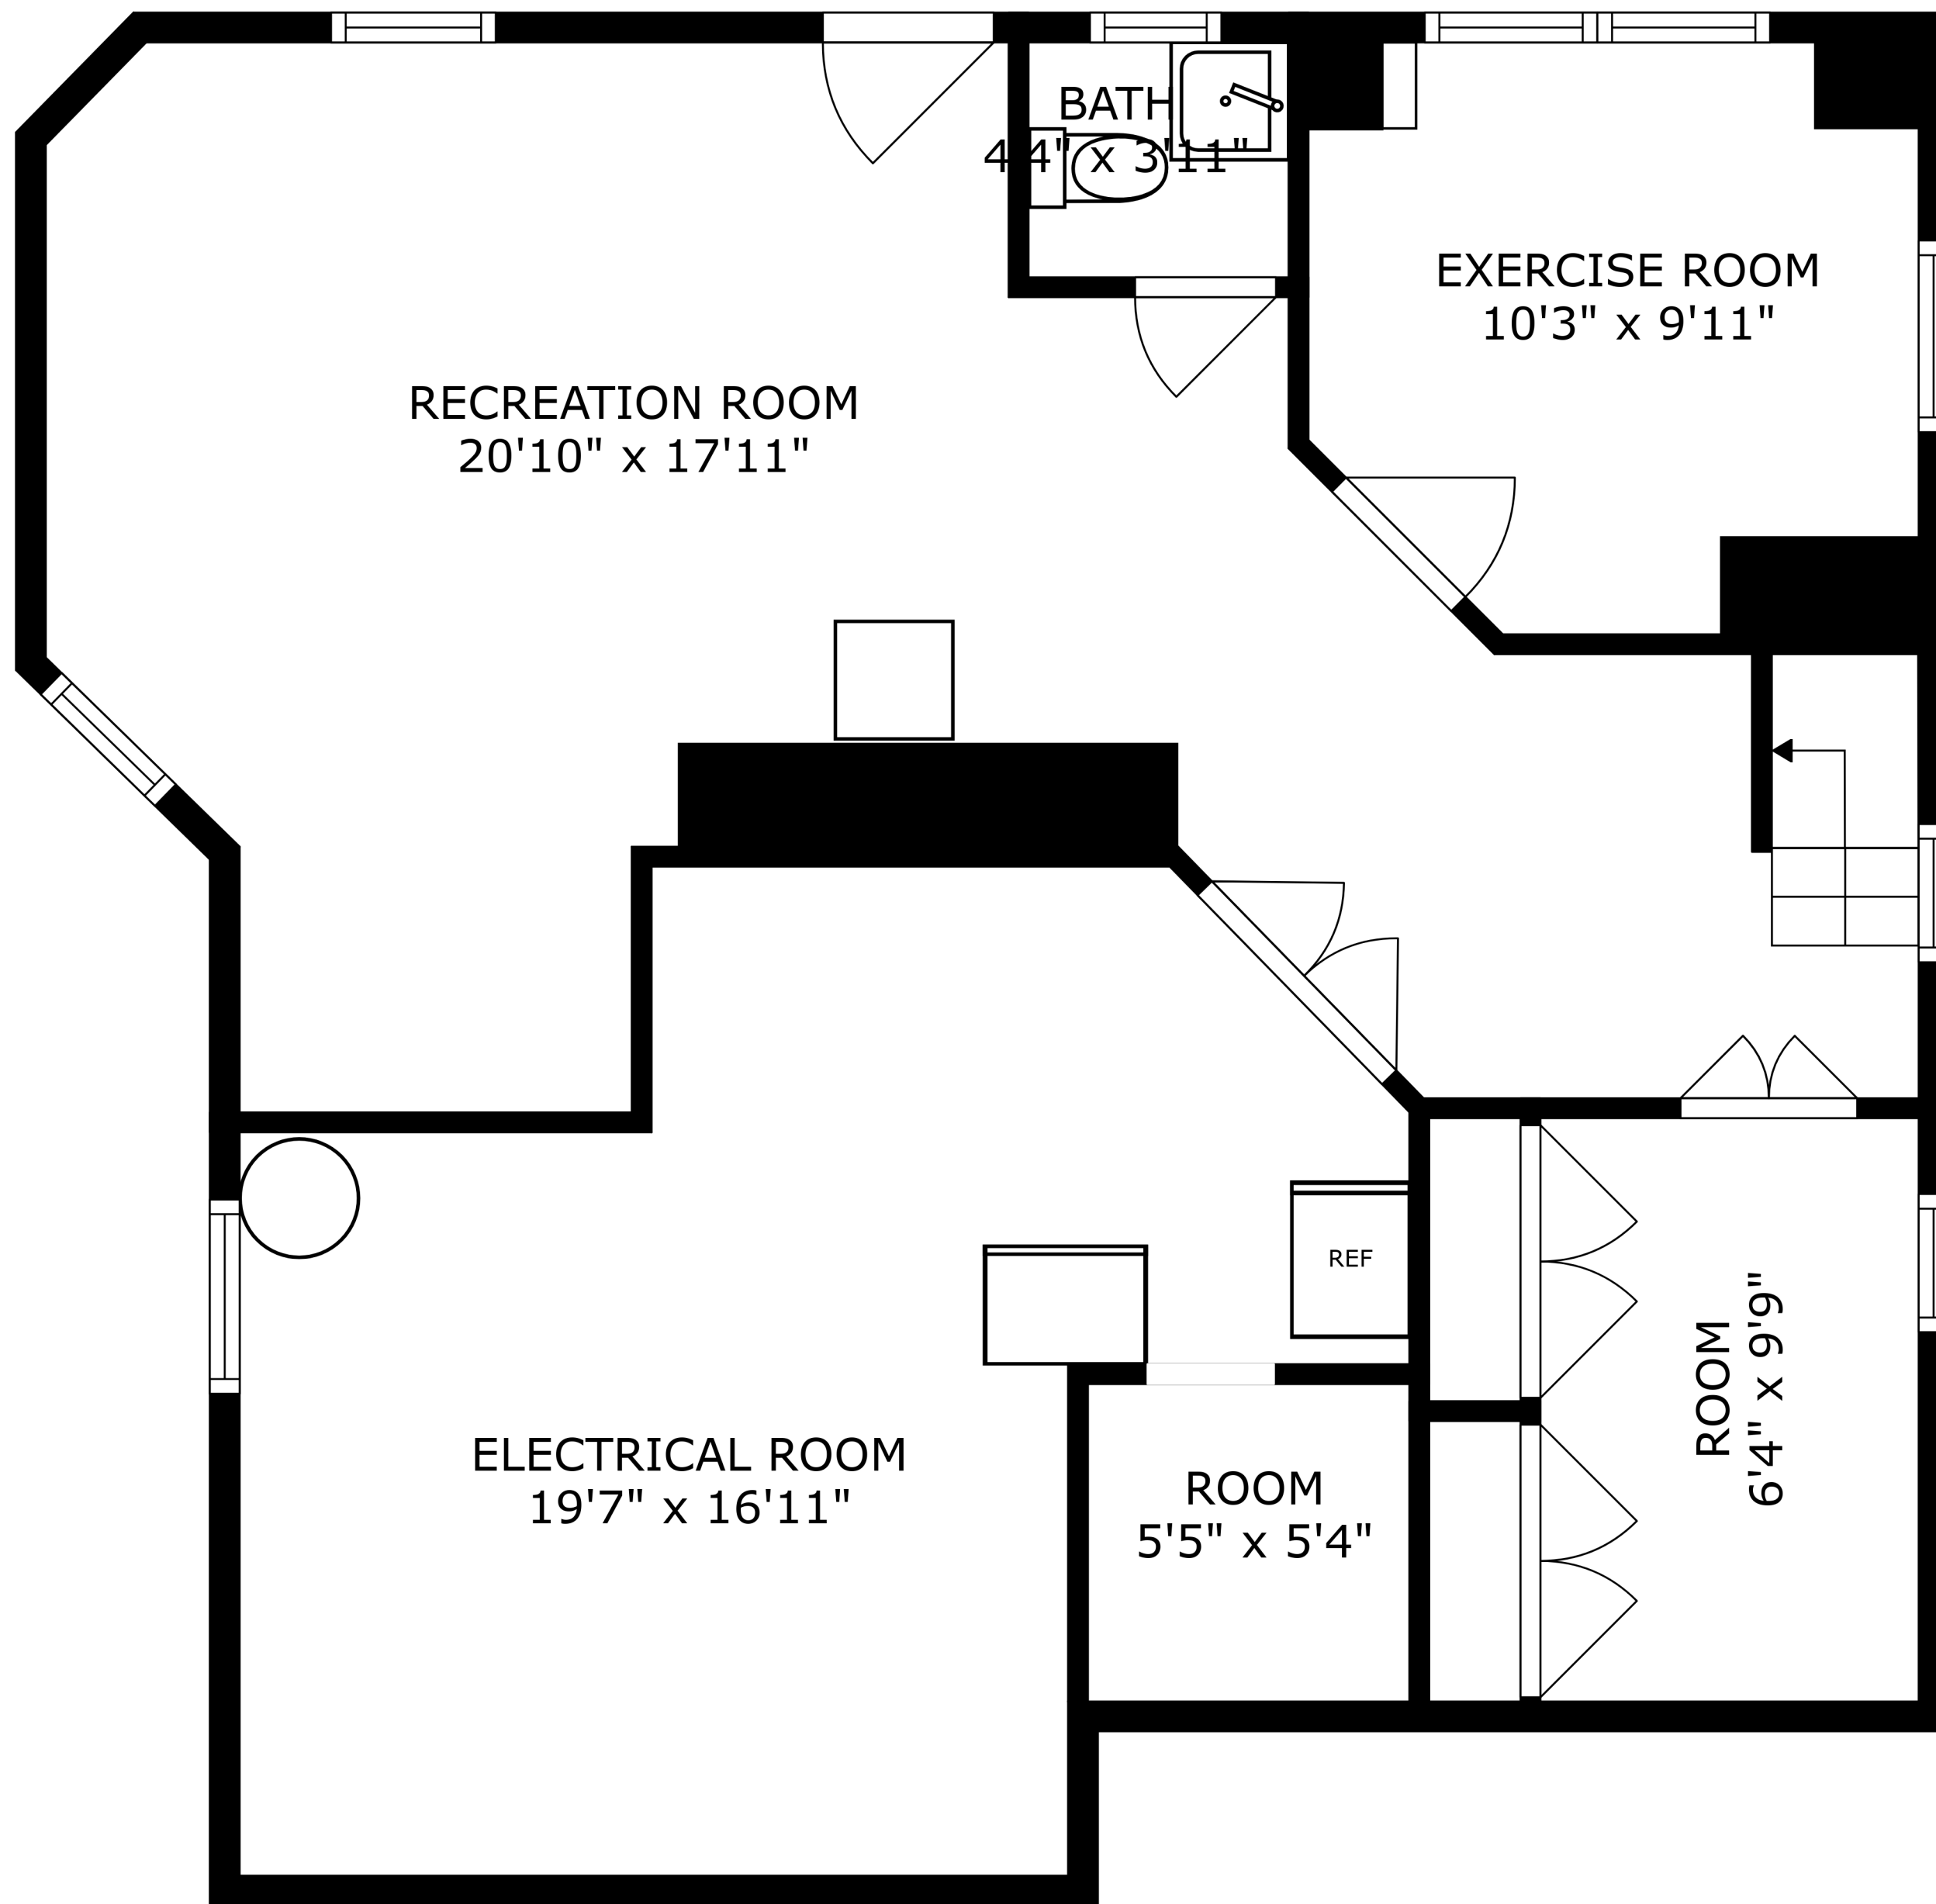 BATH
4'4" x 3'11"
EXERCISE ROOM
10'3" x 9'11"
RECREATION ROOM
20'10" x 17'11"
REF
ROOM
6'4" x 9'9"
ELECTRICAL ROOM
19'7" x 16'11"
ROOM
5'5" x 5'4"